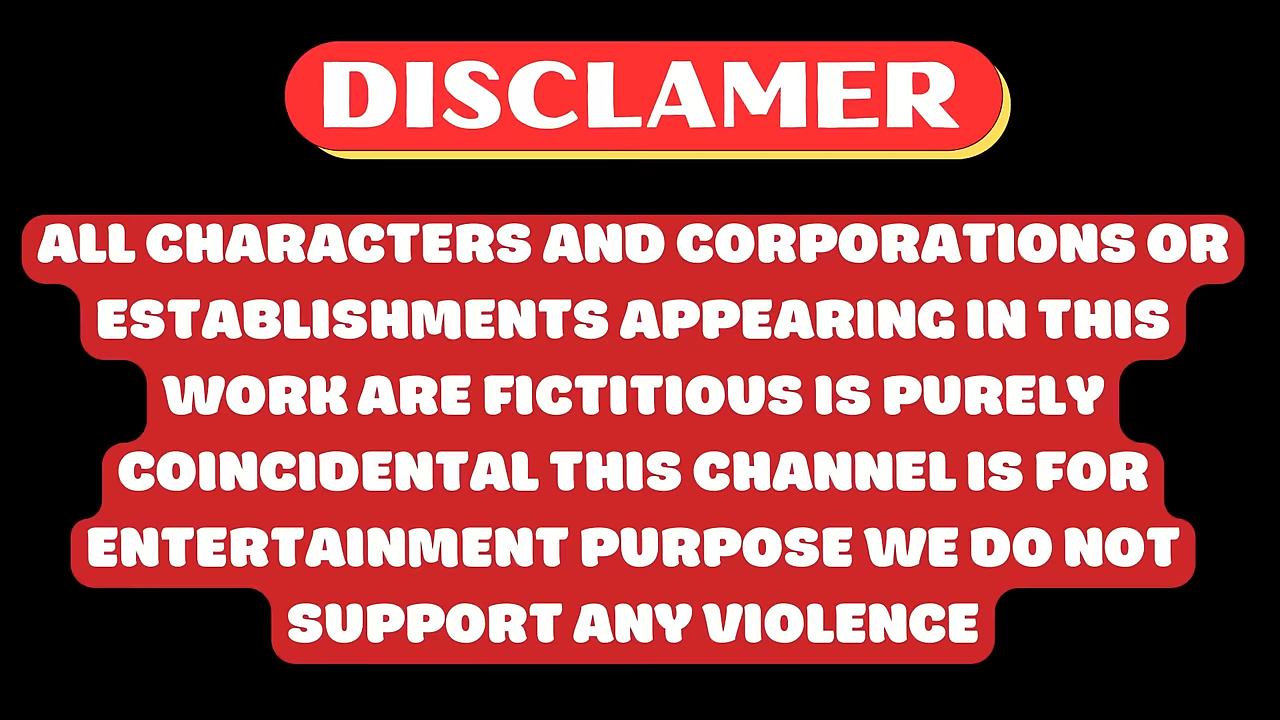 DISCLAMER
ALL CHARACTERS AND CORPORATIONS OR
ESTABLISHMENTS APPEARING IN THIS
WORK ARE FICTITIOUS IS PURELY
COINCIDENTAL THIS CHANNEL IS FOR
ENTERTAINMENT PURPOSE WE DO NOT
SUPPORT ANY VIOLENCE